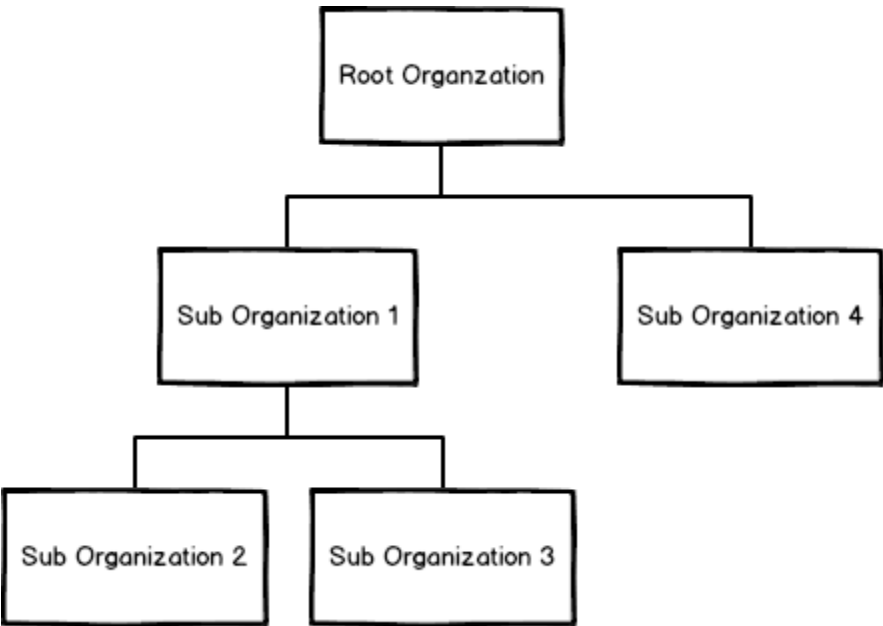 Root Organzation
Sub Organization 1
Sub Organization 4
Sub Organization 2
Sub Organization 3